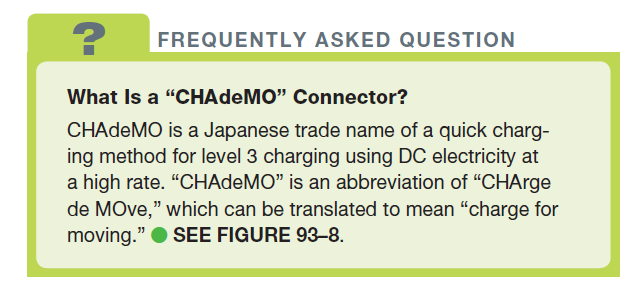 ?
FREQUENTLY ASKED QUESTION
What Is a “CHAdeMO” Connector?
CHAdeMO is a Japanese trade name of a quick charg-
ing method for level 3 charging using DC electricity at
a high rate. “CHAdeMO” is an abbreviation of “CHArge
de MOve,” which can be translated to mean “charge for
moving.” ● SEE FIGURE 93–8.